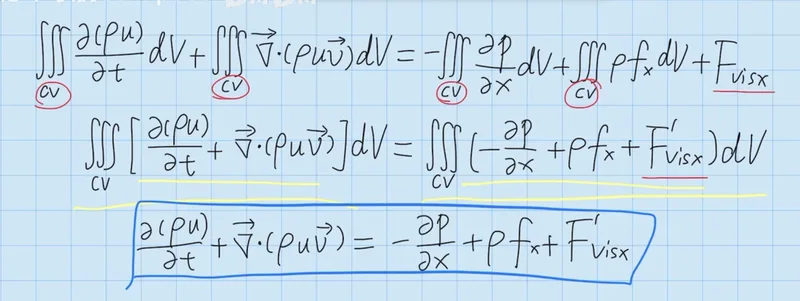 ∭_CV ∂(ρu)/∂t dV + ∭_CV ∇⃗·(ρuv⃗)dV = -∭_CV ∂p/∂x dV + ∭_CV ρf_x dV + F_visx
∭_CV [∂(ρu)/∂t + ∇⃗·(ρuv⃗)]dV = ∭_CV (-∂p/∂x + ρf_x + F'_visx)dV
∂(ρu)/∂t + ∇⃗·(ρuv⃗) = -∂p/∂x + ρf_x + F'_visx